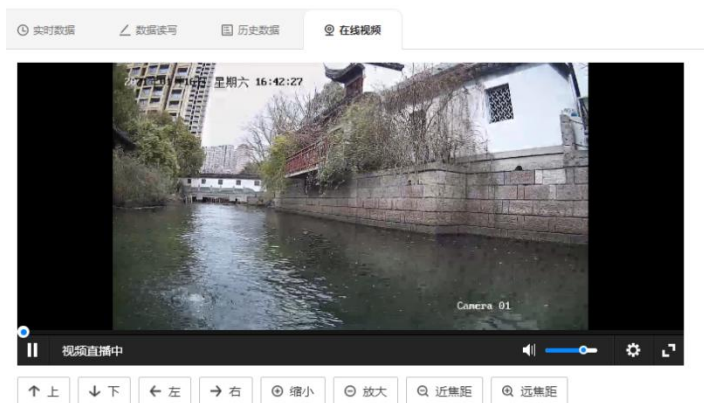 实时数据
数据读写
历史数据
在线视频
星期六 16:42:27
Camera 01
视频直播中
上
下
左
右
缩小
放大
近焦距
远焦距